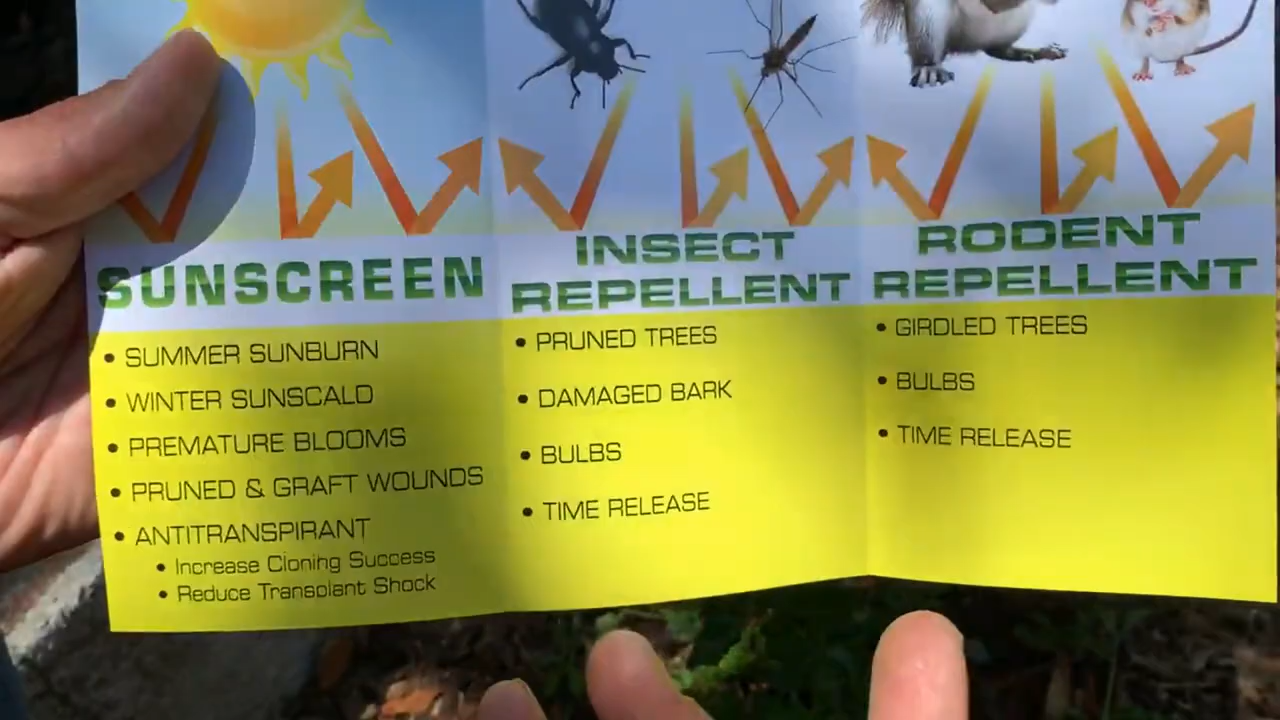 SUNSCREEN
• SUMMER SUNBURN
• WINTER SUNSCALD
• PREMATURE BLOOMS
• PRUNED & GRAFT WOUNDS
• ANTITRANSPIRANT
• Increase Cloning Success
• Reduce Transplant Shock
INSECT
REPELLENT
• PRUNED TREES
• DAMAGED BARK
• BULBS
• TIME RELEASE
RODENT
REPELLENT
• GIRDLED TREES
• BULBS
• TIME RELEASE